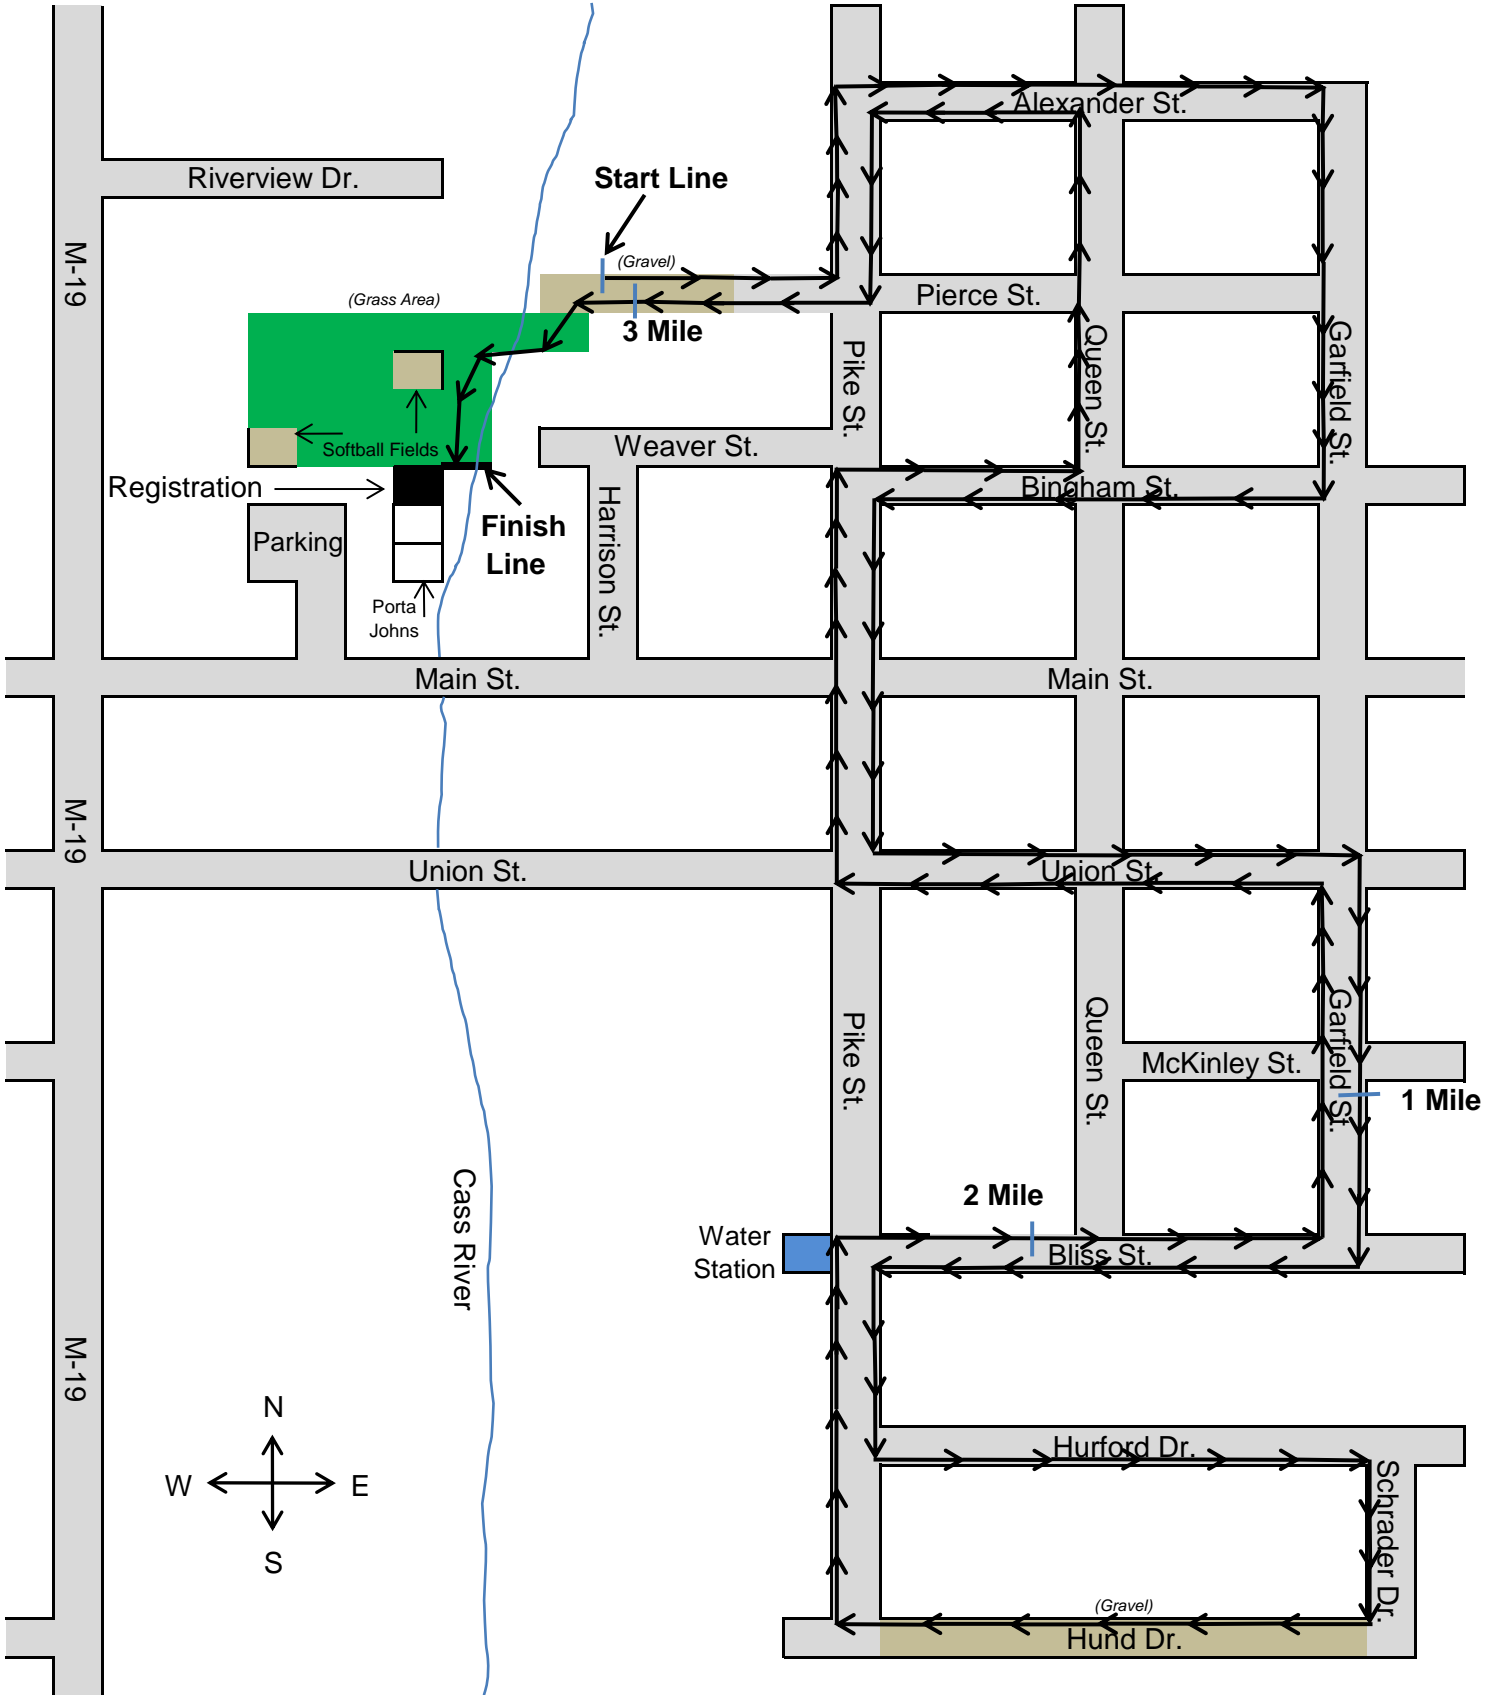 Alexander St.
Riverview Dr.
Start Line
M-19
(Gravel)
(Grass Area)
Pierce St.
3 Mile
Pike St.
Queen St.
Garfield St.
Weaver St.
Softball Fields
Registration
Bingham St.
Harrison St.
Finish
Line
Parking
Porta
Johns
Main St.
Main St.
M-19
Union St.
Union St.
Pike St.
Queen St.
Garfield St.
McKinley St.
1 Mile
Cass River
2 Mile
Water
Station
Bliss St.
M-19
N
W
E
S
Hurford Dr.
Schrader Dr.
(Gravel)
Hund Dr.